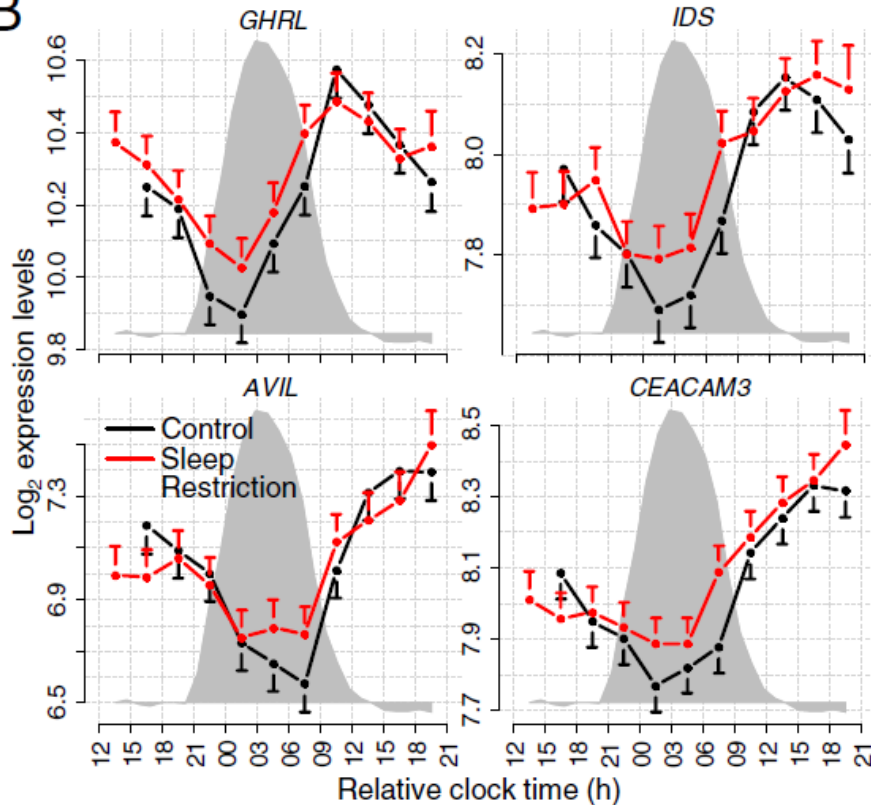 B
GHRL
IDS
10.6
10.4
10.2
10.0
9.8
8.2
8.0
7.8
Log2 expression levels
AVIL
CEACAM3
Control
Sleep
Restriction
7.3
6.9
6.5
8.5
8.3
8.1
7.9
7.7
12 15 18 21 00 03 06 09 12 15 18 21
12 15 18 21 00 03 06 09 12 15 18 21
Relative clock time (h)